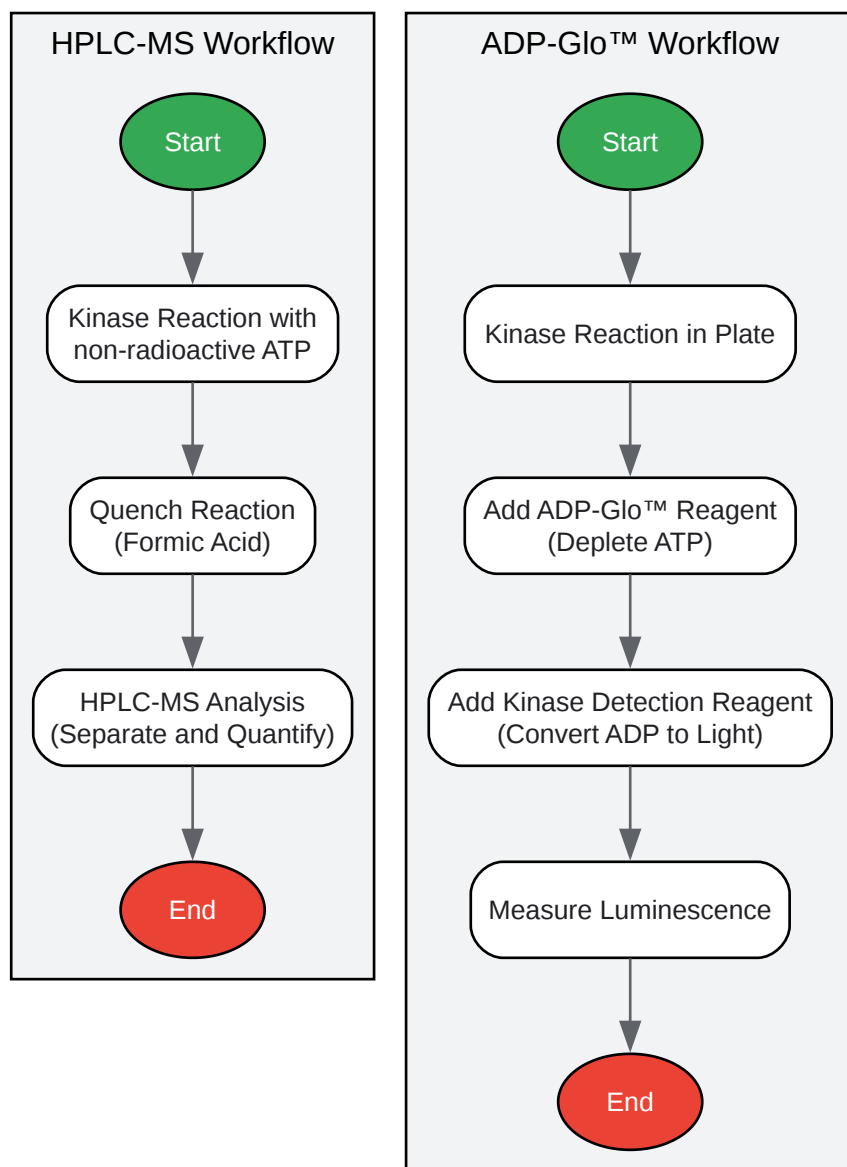 HPLC-MS Workflow
Start
Kinase Reaction with
non-radioactive ATP
Quench Reaction
(Formic Acid)
HPLC-MS Analysis
(Separate and Quantify)
End
ADP-Glo™ Workflow
Start
Kinase Reaction in Plate
Add ADP-Glo™ Reagent
(Deplete ATP)
Add Kinase Detection Reagent
(Convert ADP to Light)
Measure Luminescence
End